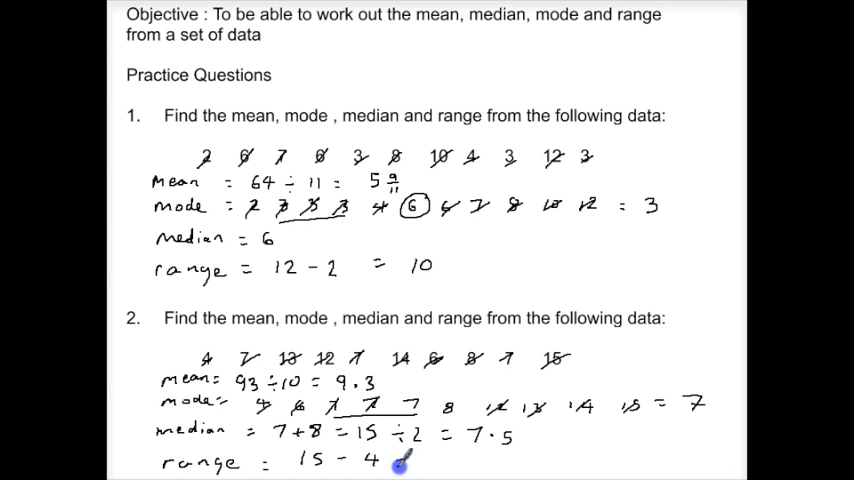 Objective : To be able to work out the mean, median, mode and range
from a set of data
Practice Questions
1. Find the mean, mode , median and range from the following data:
2 6 7 6 3 8 10 4 3 12 3
mean = 64 ÷ 11 = 5 9/11
mode = 2 3 3 3 4 6 6 7 8 10 12 = 3
median = 6
range = 12 - 2 = 10
2. Find the mean, mode , median and range from the following data:
4 7 13 12 7 14 6 8 7 15
mean = 93 ÷ 10 = 9.3
mode = 4 6 7 7 7 8 12 13 14 15 = 7
median = 7 + 8 = 15 ÷ 2 = 7.5
range = 15 - 4